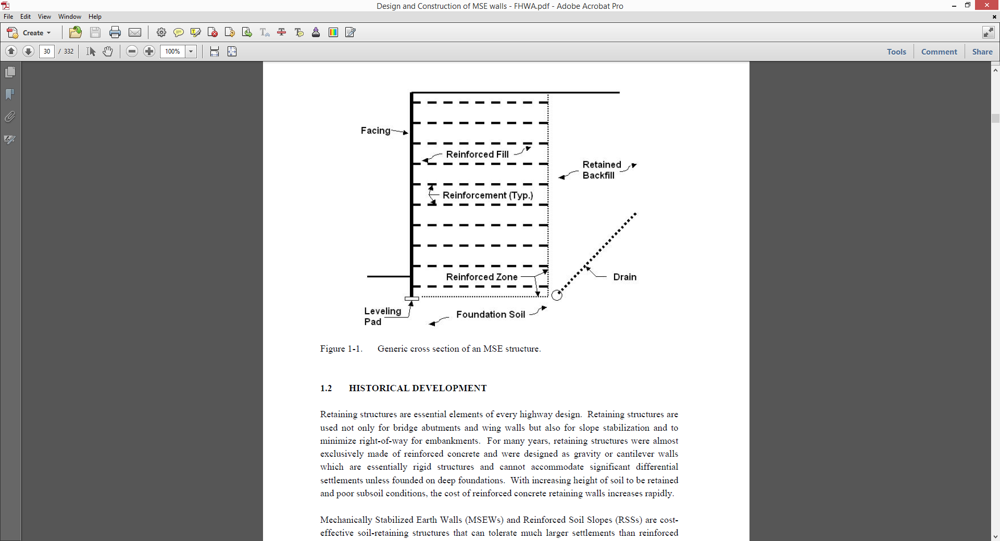 Design and Construction of MSE walls - FHWA.pdf - Adobe Acrobat Pro
File Edit View Window Help
Create
30 / 332 100% Tools Comment Share
Facing
Reinforced Fill
Retained
Backfill
Reinforcement (Typ.)
Reinforced Zone
Drain
Leveling
Pad
Foundation Soil
Figure 1-1. Generic cross section of an MSE structure.
1.2 HISTORICAL DEVELOPMENT
Retaining structures are essential elements of every highway design. Retaining structures are
used not only for bridge abutments and wing walls but also for slope stabilization and to
minimize right-of-way for embankments. For many years, retaining structures were almost
exclusively made of reinforced concrete and were designed as gravity or cantilever walls
which are essentially rigid structures and cannot accommodate significant differential
settlements unless founded on deep foundations. With increasing height of soil to be retained
and poor subsoil conditions, the cost of reinforced concrete retaining walls increases rapidly.
Mechanically Stabilized Earth Walls (MSEWs) and Reinforced Soil Slopes (RSSs) are cost-
effective soil-retaining structures that can tolerate much larger settlements than reinforced